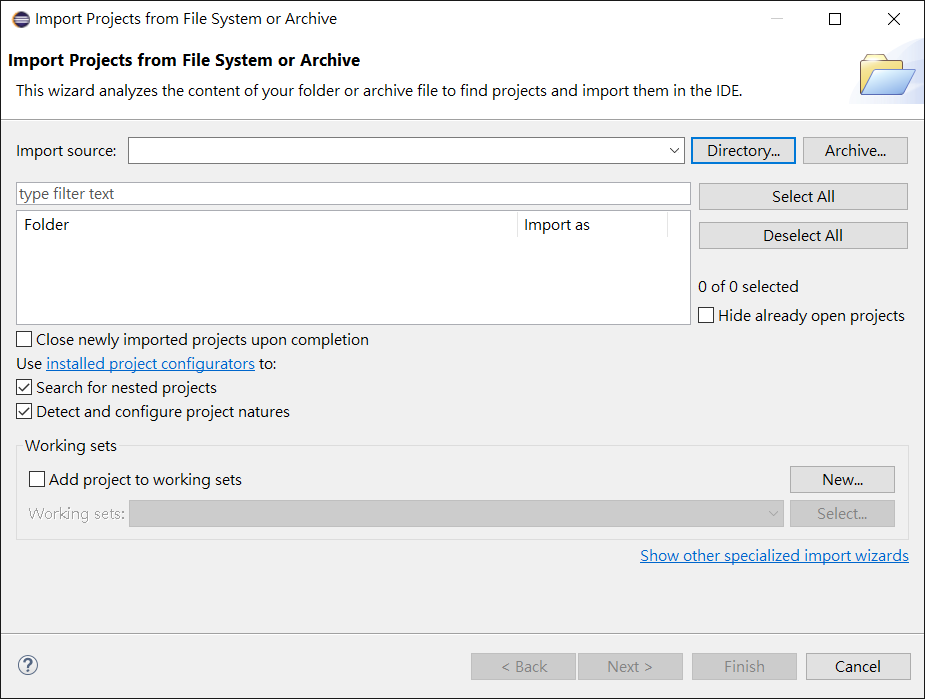 Import Projects from File System or Archive
Import Projects from File System or Archive
This wizard analyzes the content of your folder or archive file to find projects and import them in the IDE.
Import source: Directory... Archive...
type filter text Select All
Folder Import as
Deselect All
0 of 0 selected
Hide already open projects
Close newly imported projects upon completion
Use installed project configurators to:
Search for nested projects
Detect and configure project natures
Working sets
Add project to working sets New...
Working sets: Select...
Show other specialized import wizards
? < Back Next > Finish Cancel